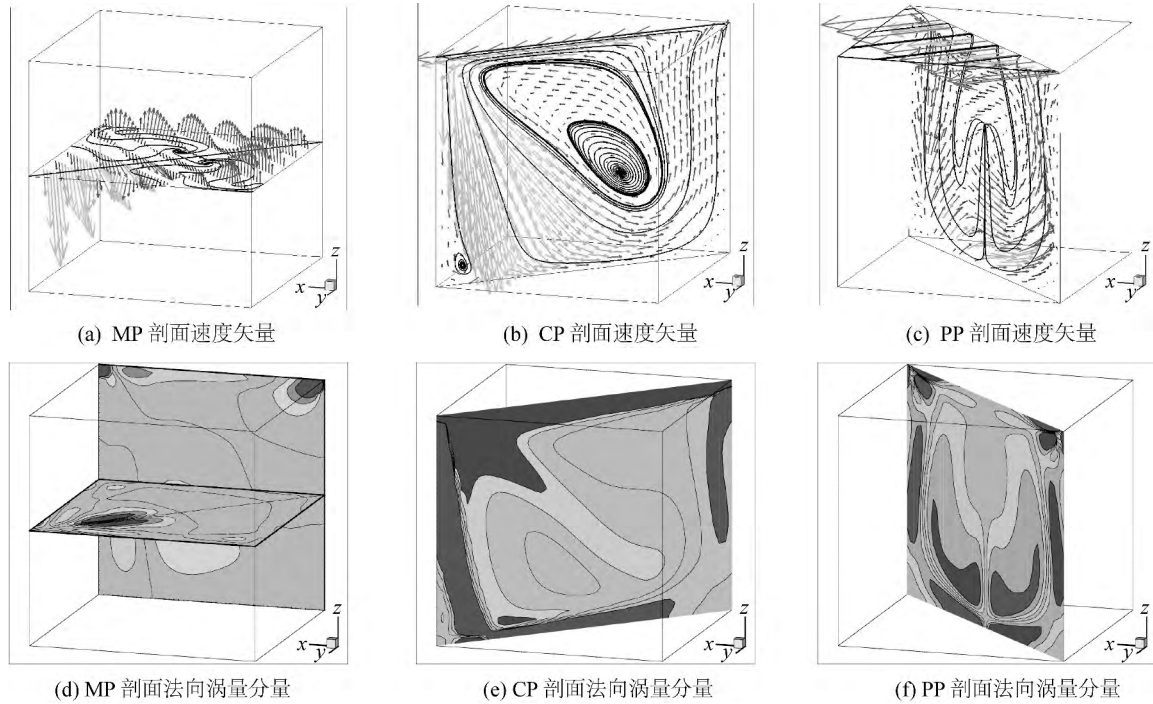 z
x
y
(a) MP 剖面速度矢量
z
x
y
(b) CP 剖面速度矢量
z
x
y
(c) PP 剖面速度矢量
z
x
y
(d) MP 剖面法向涡量分量
z
x
y
(e) CP 剖面法向涡量分量
z
x
y
(f) PP 剖面法向涡量分量